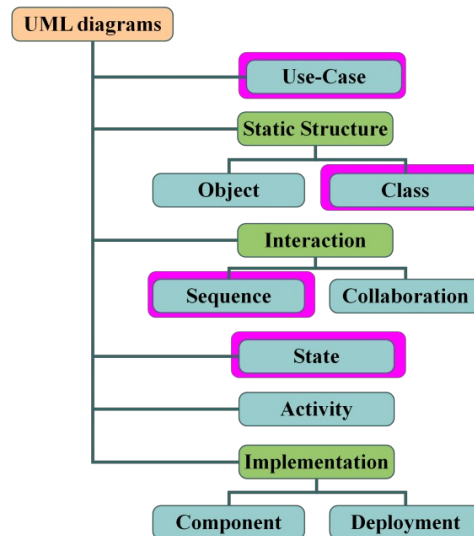 UML diagrams
Use-Case
Static Structure
Object
Class
Interaction
Sequence
Collaboration
State
Activity
Implementation
Component
Deployment